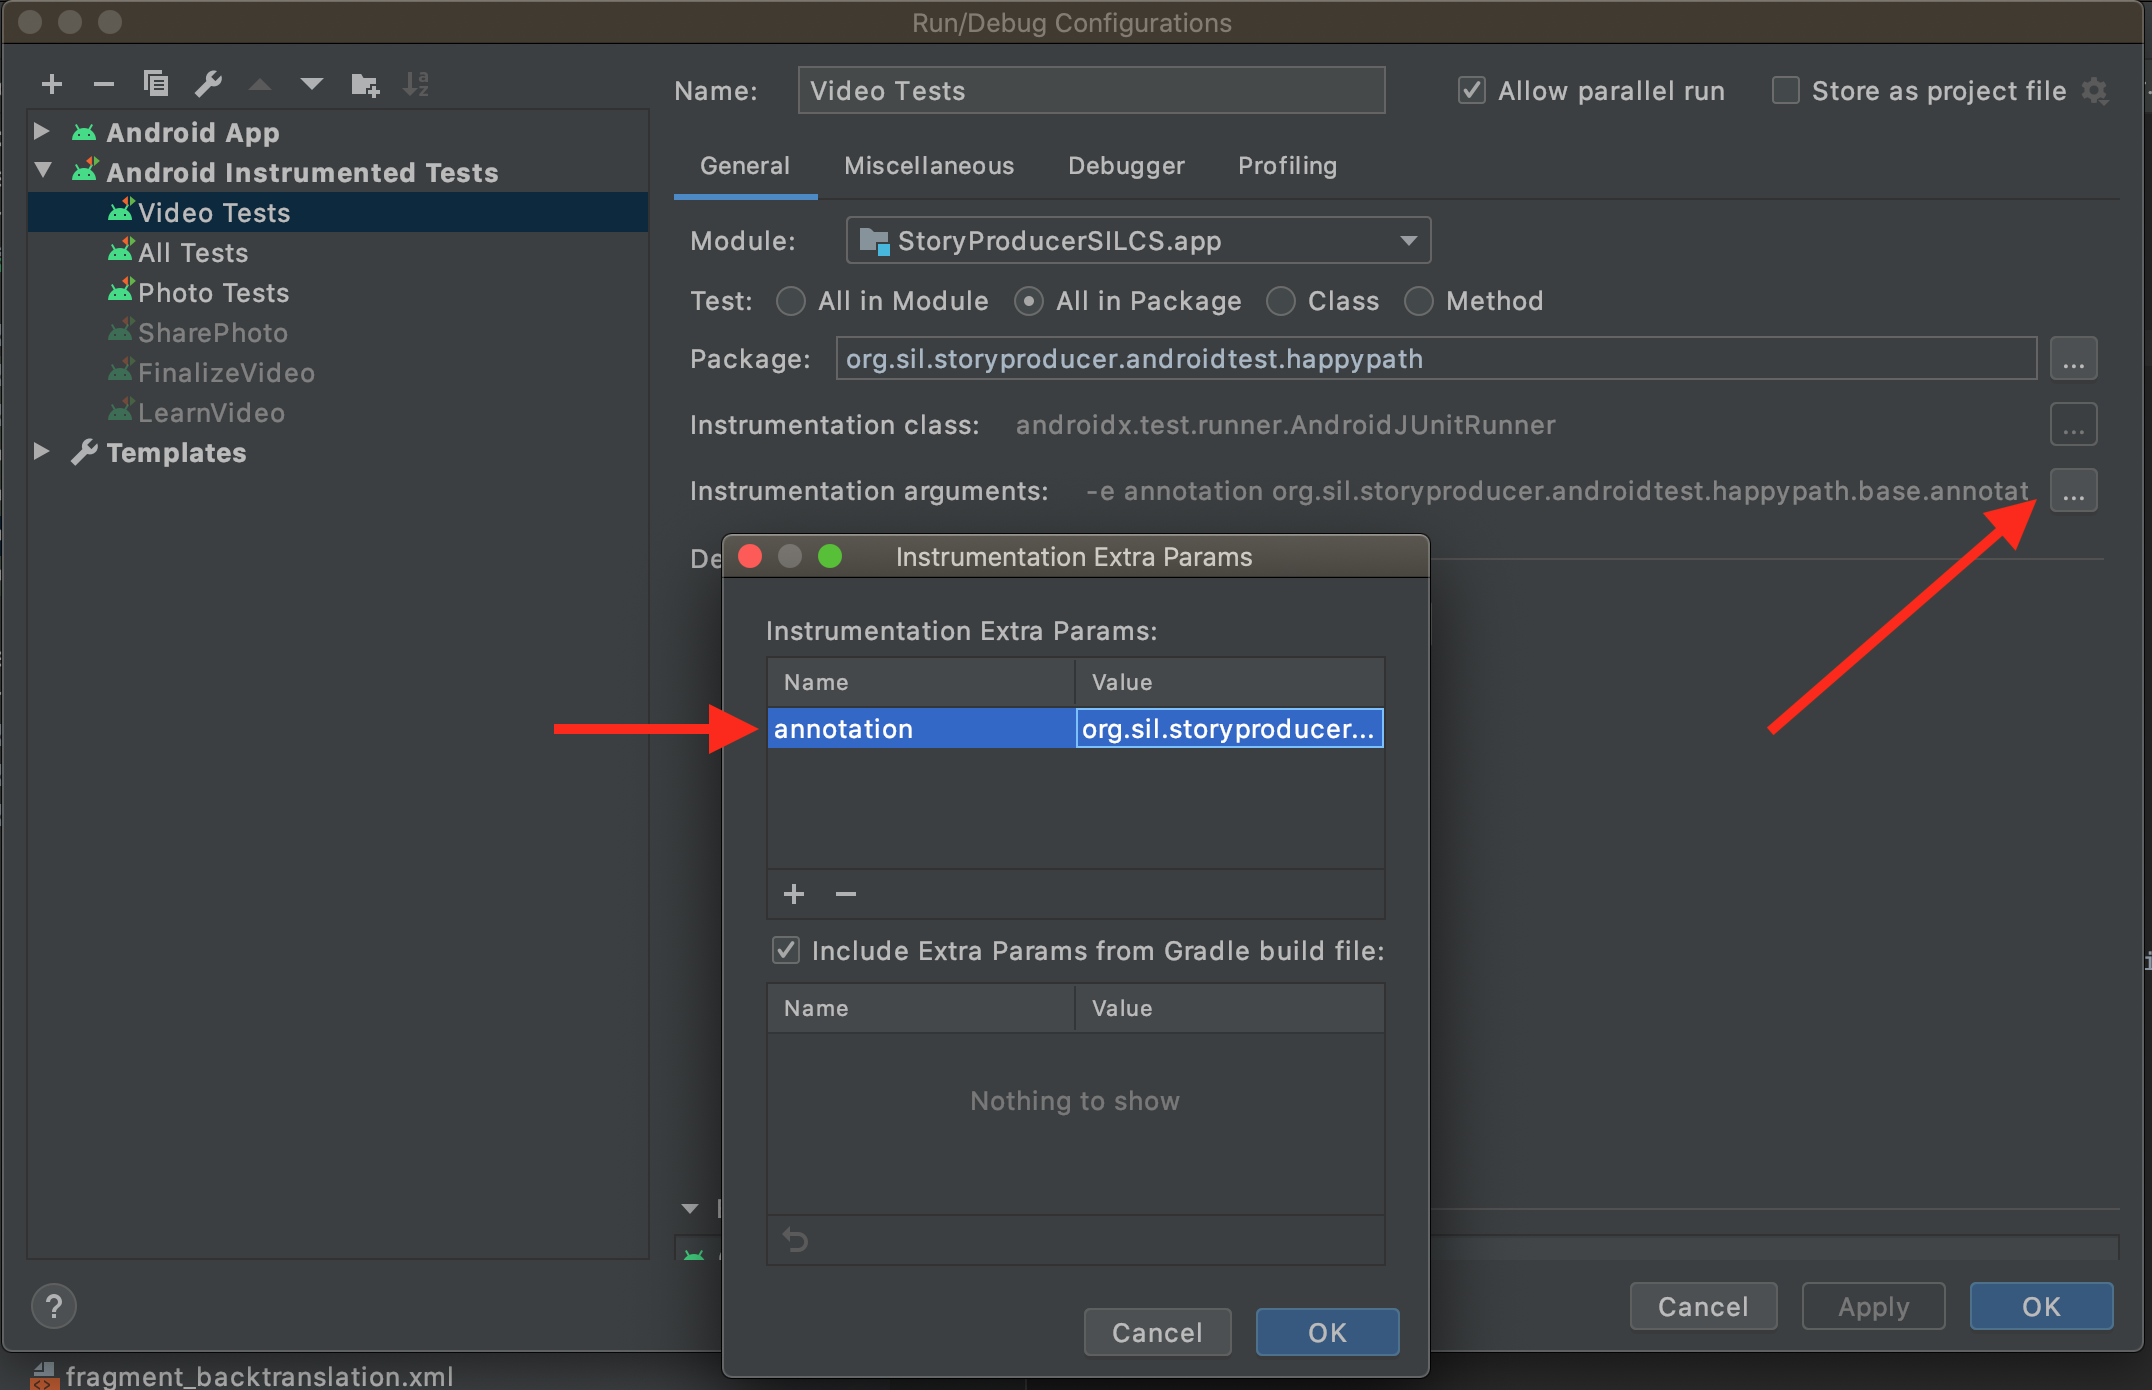 Run/Debug Configurations
Name: Video Tests
Allow parallel run
Store as project file
Android App
Android Instrumented Tests
Video Tests
All Tests
Photo Tests
SharePhoto
FinalizeVideo
LearnVideo
Templates
General Miscellaneous Debugger Profiling
Module: StoryProducerSILCS.app
Test: All in Module All in Package Class Method
Package: org.sil.storyproducer.androidtest.happypath ...
Instrumentation class: androidx.test.runner.AndroidJUnitRunner ...
Instrumentation arguments: -e annotation org.sil.storyproducer.androidtest.happypath.base.annotat ...
De
Instrumentation Extra Params
Instrumentation Extra Params:
Name Value
annotation org.sil.storyproducer...
+ −
Include Extra Params from Gradle build file:
Name Value
Nothing to show
Cancel OK
? Cancel Apply OK
fragment_backtranslation.xml